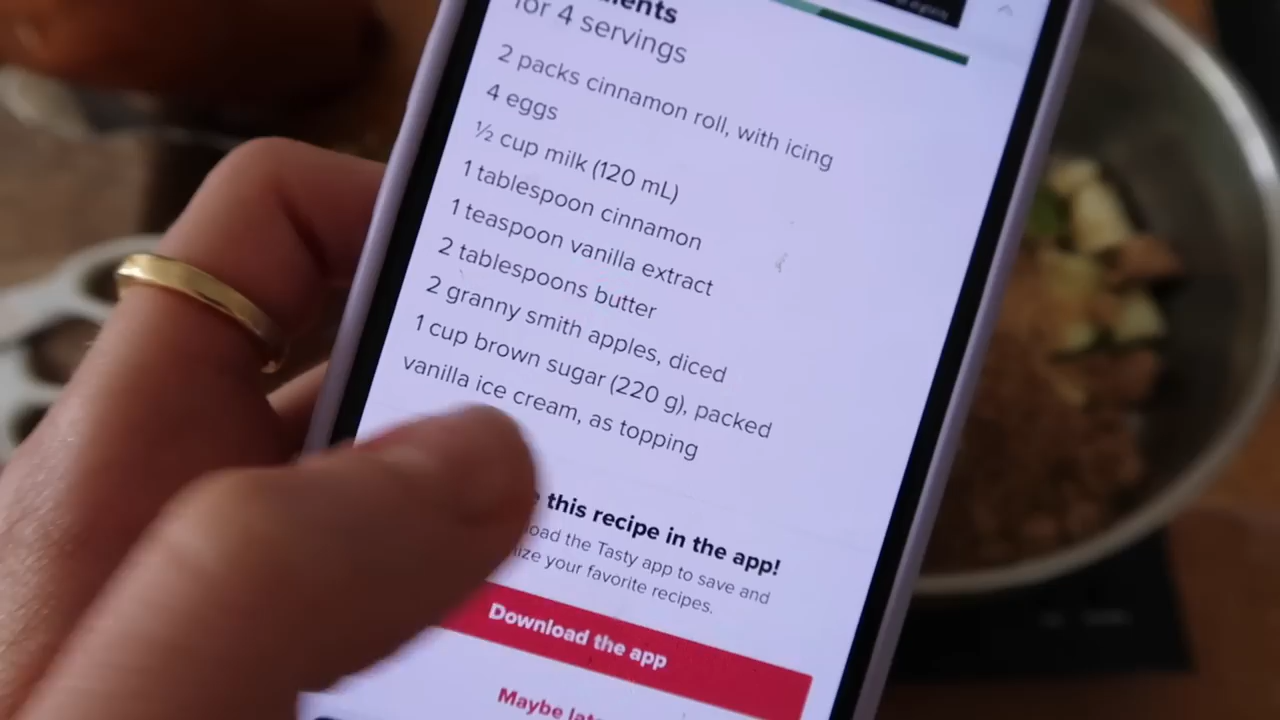 for 4 servings
2 packs cinnamon roll, with icing
4 eggs
½ cup milk (120 mL)
1 tablespoon cinnamon
1 teaspoon vanilla extract
2 tablespoons butter
2 granny smith apples, diced
1 cup brown sugar (220 g), packed
vanilla ice cream, as topping
this recipe in the app!
the Tasty app to save and
your favorite recipes.
Download the app
Maybe